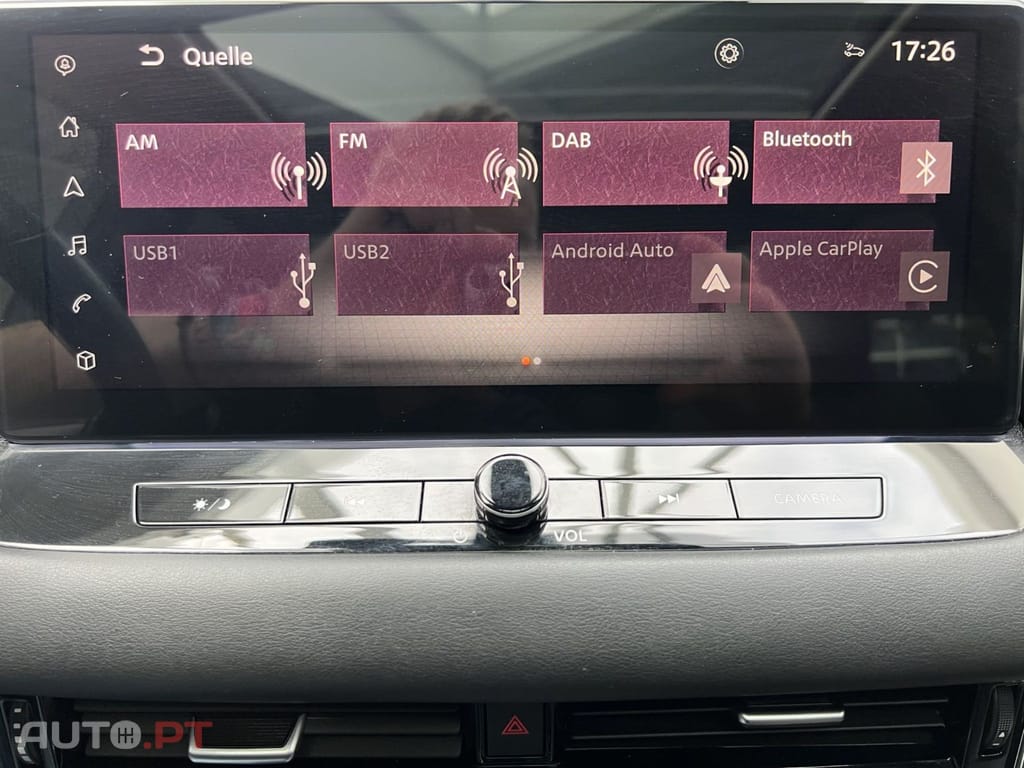 Quelle
17:26
AM
FM
DAB
Bluetooth
USB1
USB2
Android Auto
Apple CarPlay
CAMERA
VOL
AUTO.PT